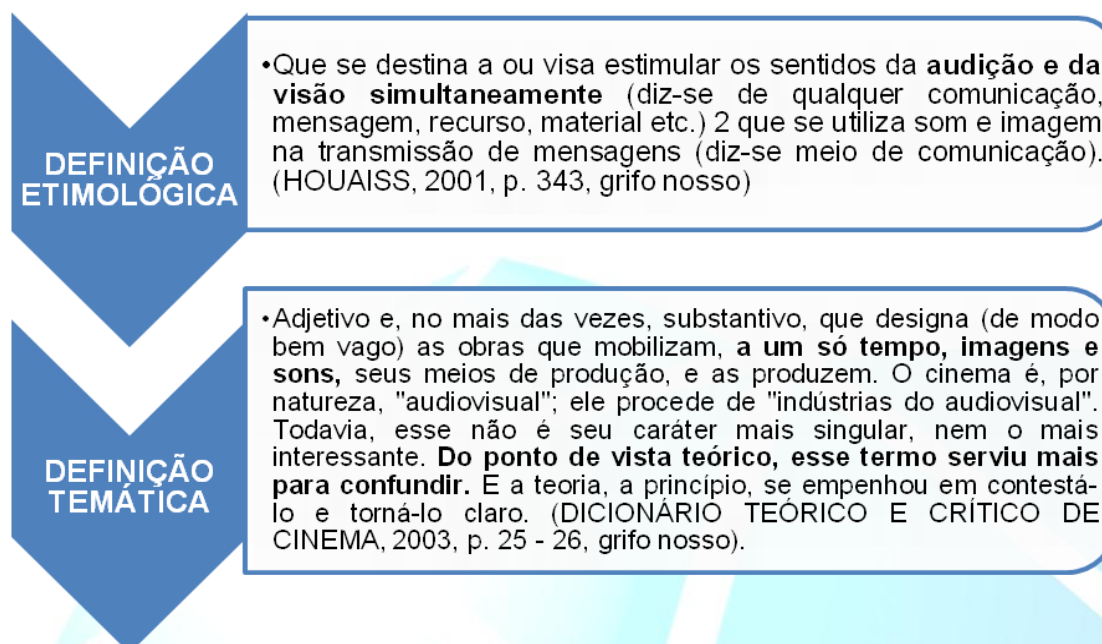 DEFINIÇÃO
ETIMOLÓGICA
•Que se destina a ou visa estimular os sentidos da audição e da
visão simultaneamente (diz-se de qualquer comunicação,
mensagem, recurso, material etc.) 2 que se utiliza som e imagem
na transmissão de mensagens (diz-se meio de comunicação).
(HOUAISS, 2001, p. 343, grifo nosso)
DEFINIÇÃO
TEMÁTICA
•Adjetivo e, no mais das vezes, substantivo, que designa (de modo
bem vago) as obras que mobilizam, a um só tempo, imagens e
sons, seus meios de produção, e as produzem. O cinema é, por
natureza, "audiovisual"; ele procede de "indústrias do audiovisual".
Todavia, esse não é seu caráter mais singular, nem o mais
interessante. Do ponto de vista teórico, esse termo serviu mais
para confundir. E a teoria, a princípio, se empenhou em contestá-
lo e torná-lo claro. (DICIONÁRIO TEÓRICO E CRÍTICO DE
CINEMA, 2003, p. 25 - 26, grifo nosso).